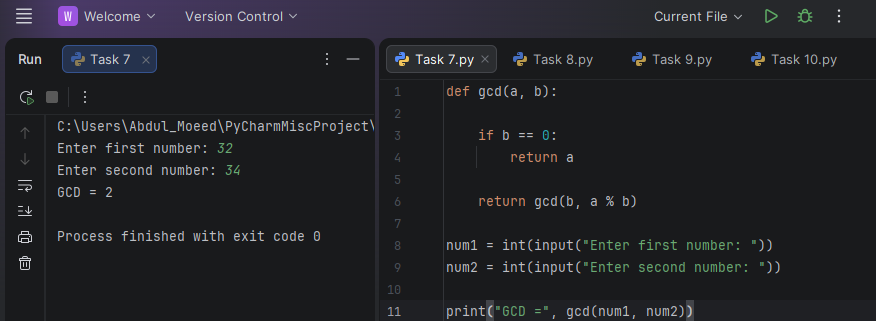 W Welcome Version Control Current File
Run Task 7
Task 7.py Task 8.py Task 9.py Task 10.py
C:\Users\Abdul_Moeed\PyCharmMiscProject\
Enter first number: 32
Enter second number: 34
GCD = 2
Process finished with exit code 0
1 def gcd(a, b):
2
3 if b == 0:
4 return a
5
6 return gcd(b, a % b)
7
8 num1 = int(input("Enter first number: "))
9 num2 = int(input("Enter second number: "))
10
11 print("GCD =", gcd(num1, num2))